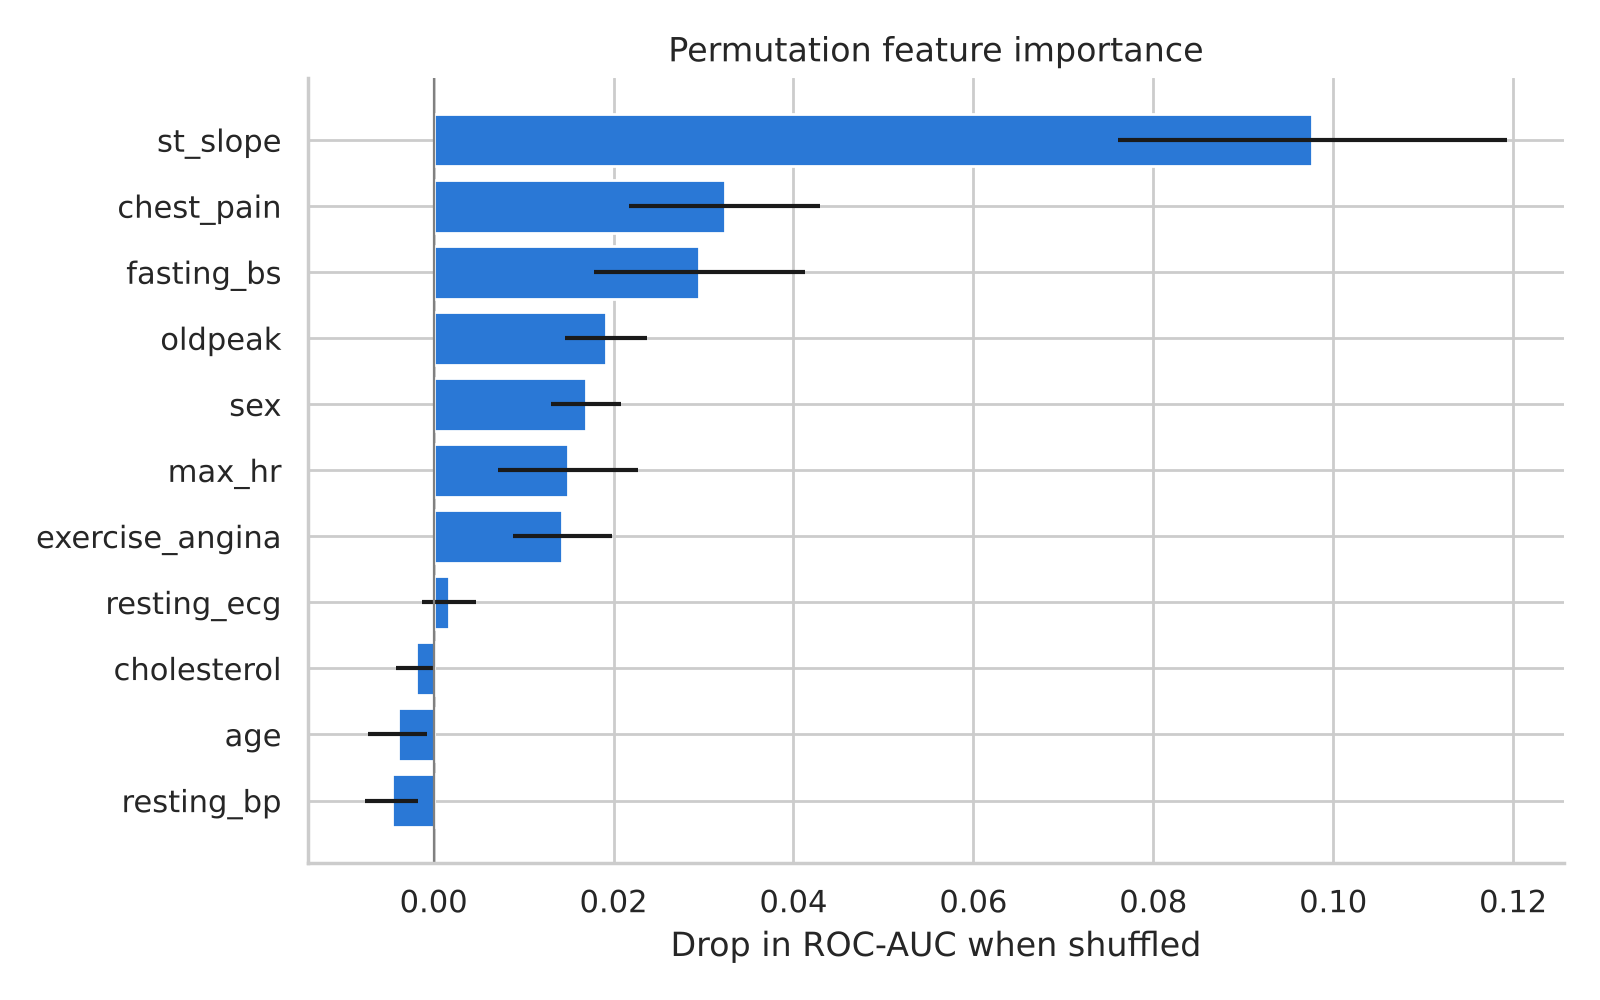 Permutation feature importance
st_slope
chest_pain
fasting_bs
oldpeak
sex
max_hr
exercise_angina
resting_ecg
cholesterol
age
resting_bp
0.00 0.02 0.04 0.06 0.08 0.10 0.12
Drop in ROC-AUC when shuffled